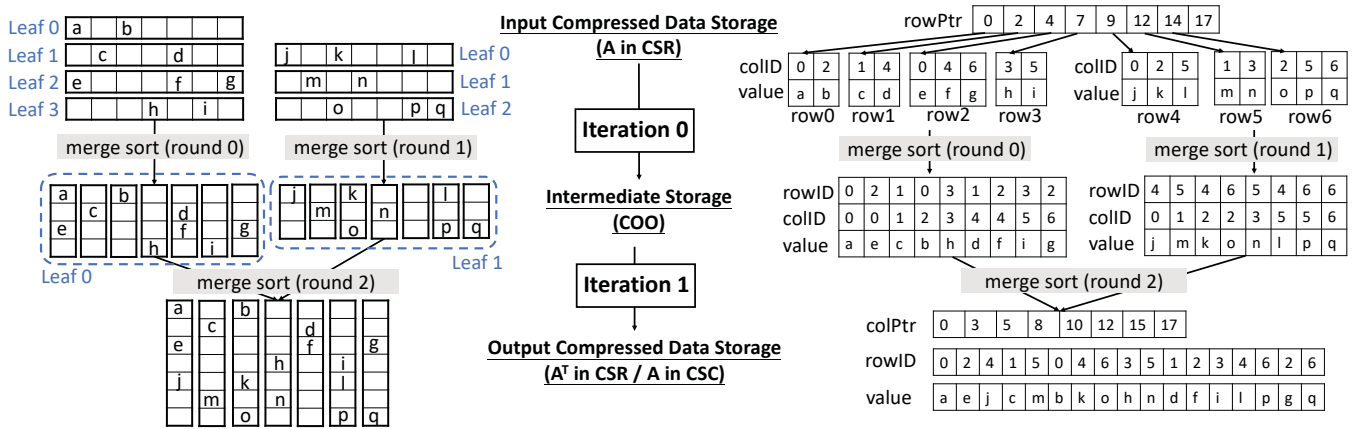 Leaf 0 a b
Leaf 1 c d
Leaf 2 e f g
Leaf 3 h i
j k l Leaf 0
m n Leaf 1
o p q Leaf 2
merge sort (round 0)
merge sort (round 1)
a b
c d
e f g
h i
Leaf 0
j k l
m n
o p q
Leaf 1
merge sort (round 2)
a b
c d
e f g
h i
j k l
m n
o p q
Input Compressed Data Storage
(A in CSR)
Iteration 0
Intermediate Storage
(COO)
Iteration 1
Output Compressed Data Storage
(Aᵀ in CSR / A in CSC)
rowPtr 0 2 4 7 9 12 14 17
colID 0 2 1 4 0 4 6 3 5
value a b c d e f g h i
row0 row1 row2 row3
colID 0 2 5 1 3 2 5 6
value j k l m n o p q
row4 row5 row6
merge sort (round 0)
merge sort (round 1)
rowID 0 2 1 0 3 1 2 3 2
colID 0 0 1 2 3 4 4 5 6
value a e c b h d f i g
rowID 4 5 4 6 5 4 6 6
colID 0 1 2 2 3 5 5 6
value j m k o n l p q
merge sort (round 2)
colPtr 0 3 5 8 10 12 15 17
rowID 0 2 4 1 5 0 4 6 3 5 1 2 3 4 6 2 6
value a e j c m b k o h n d f i l p g q